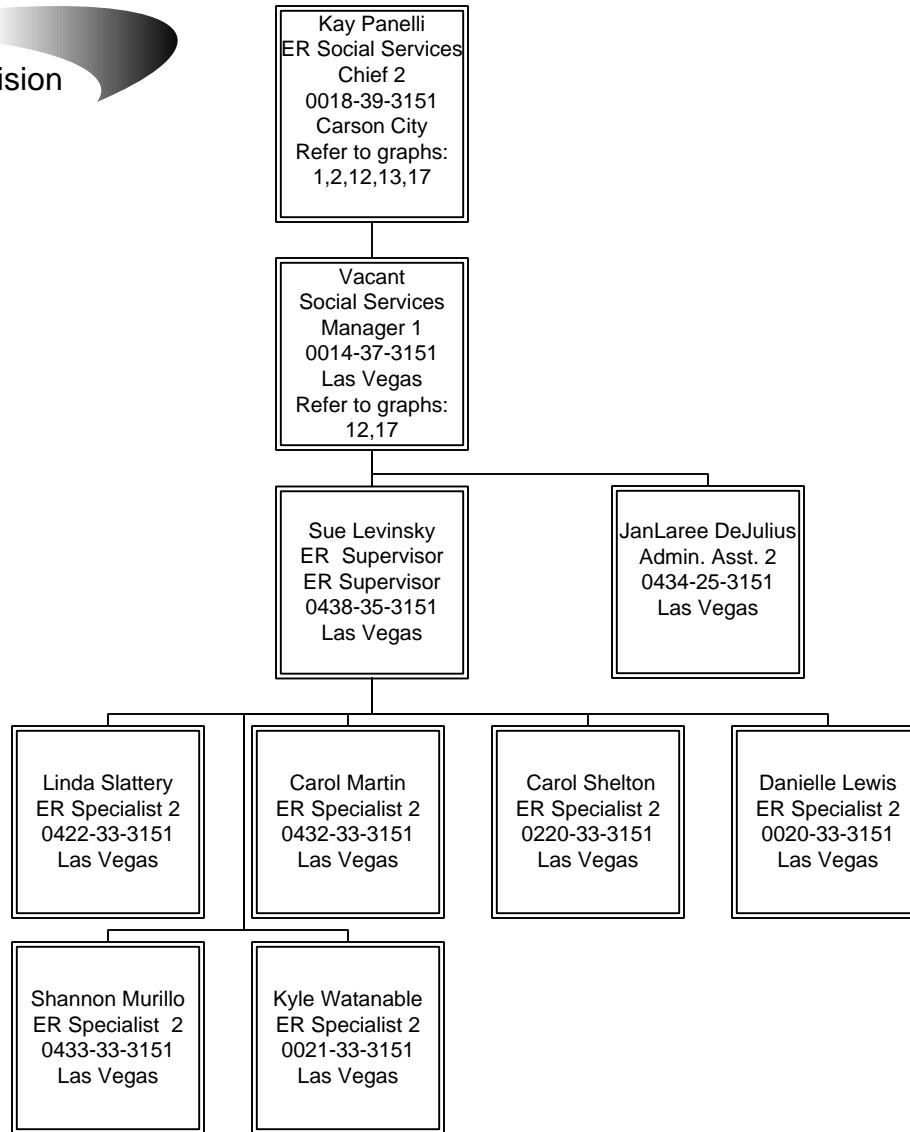 ision
Kay Panelli
ER Social Services
Chief 2
0018-39-3151
Carson City
Refer to graphs:
1,2,12,13,17
Vacant
Social Services
Manager 1
0014-37-3151
Las Vegas
Refer to graphs:
12,17
Sue Levinsky
ER Supervisor
ER Supervisor
0438-35-3151
Las Vegas
JanLaree DeJulius
Admin. Asst. 2
0434-25-3151
Las Vegas
Linda Slattery
ER Specialist 2
0422-33-3151
Las Vegas
Carol Martin
ER Specialist 2
0432-33-3151
Las Vegas
Carol Shelton
ER Specialist 2
0220-33-3151
Las Vegas
Danielle Lewis
ER Specialist 2
0020-33-3151
Las Vegas
Shannon Murillo
ER Specialist 2
0433-33-3151
Las Vegas
Kyle Watanable
ER Specialist 2
0021-33-3151
Las Vegas